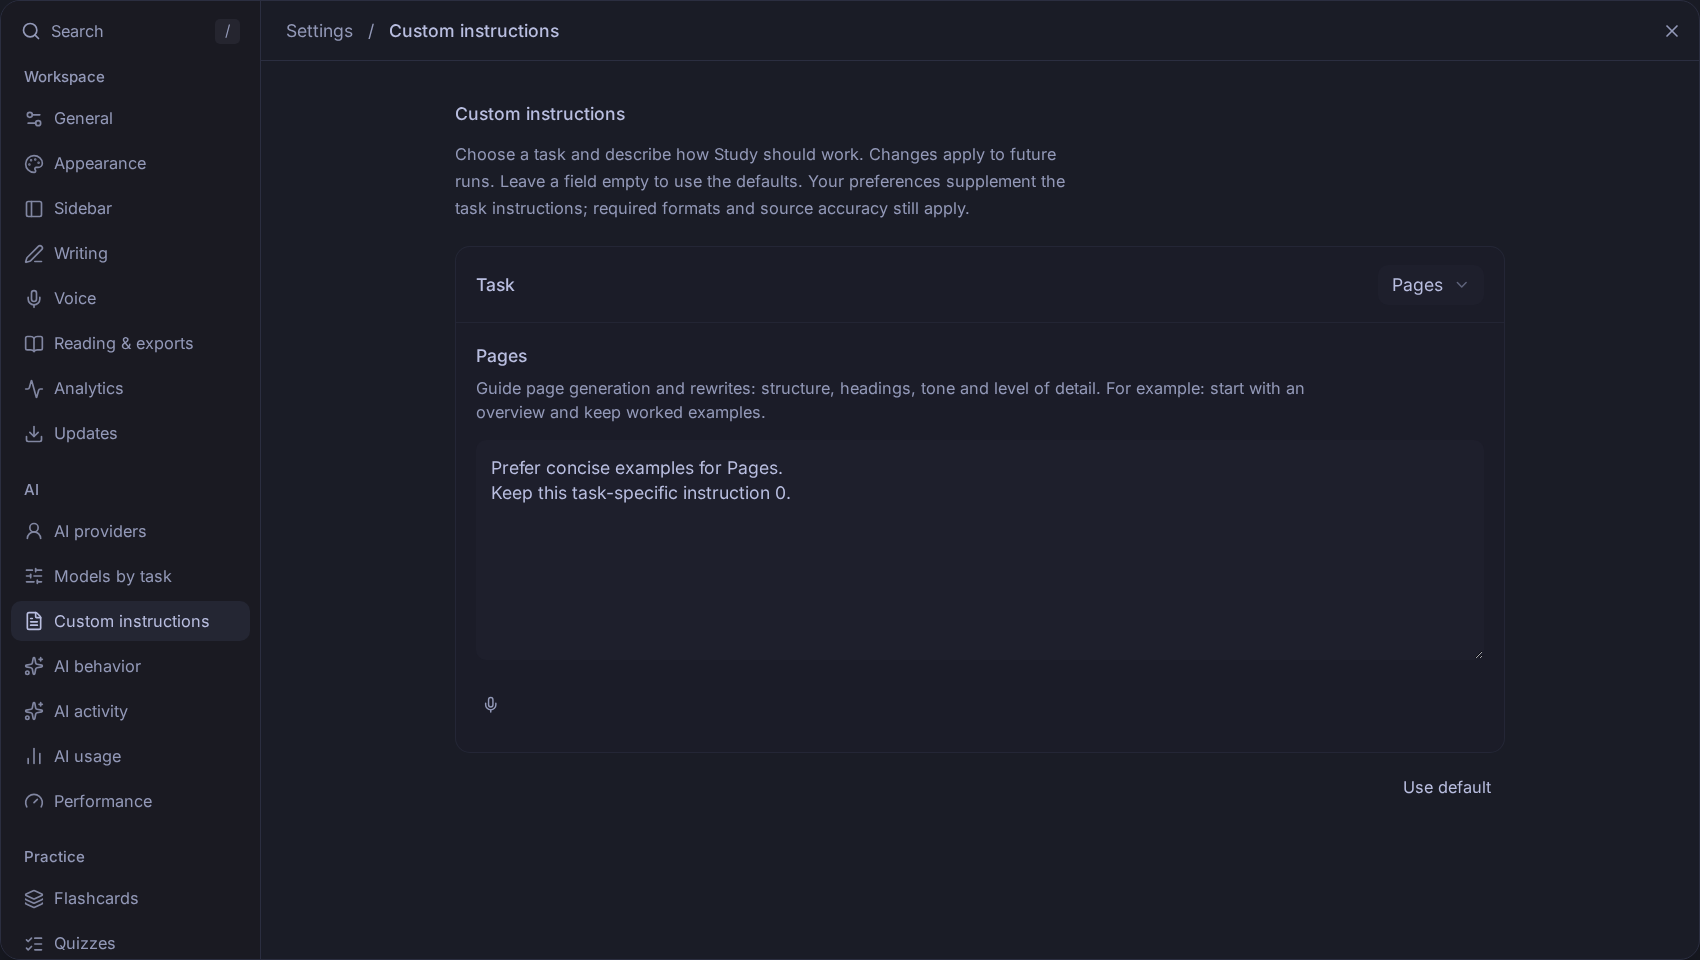 Search /
Workspace
General
Appearance
Sidebar
Writing
Voice
Reading & exports
Analytics
Updates
AI
AI providers
Models by task
Custom instructions
AI behavior
AI activity
AI usage
Performance
Practice
Flashcards
Quizzes
Settings / Custom instructions
Custom instructions
Choose a task and describe how Study should work. Changes apply to future
runs. Leave a field empty to use the defaults. Your preferences supplement the
task instructions; required formats and source accuracy still apply.
Task Pages
Pages
Guide page generation and rewrites: structure, headings, tone and level of detail. For example: start with an
overview and keep worked examples.
Prefer concise examples for Pages.
Keep this task-specific instruction 0.
Use default